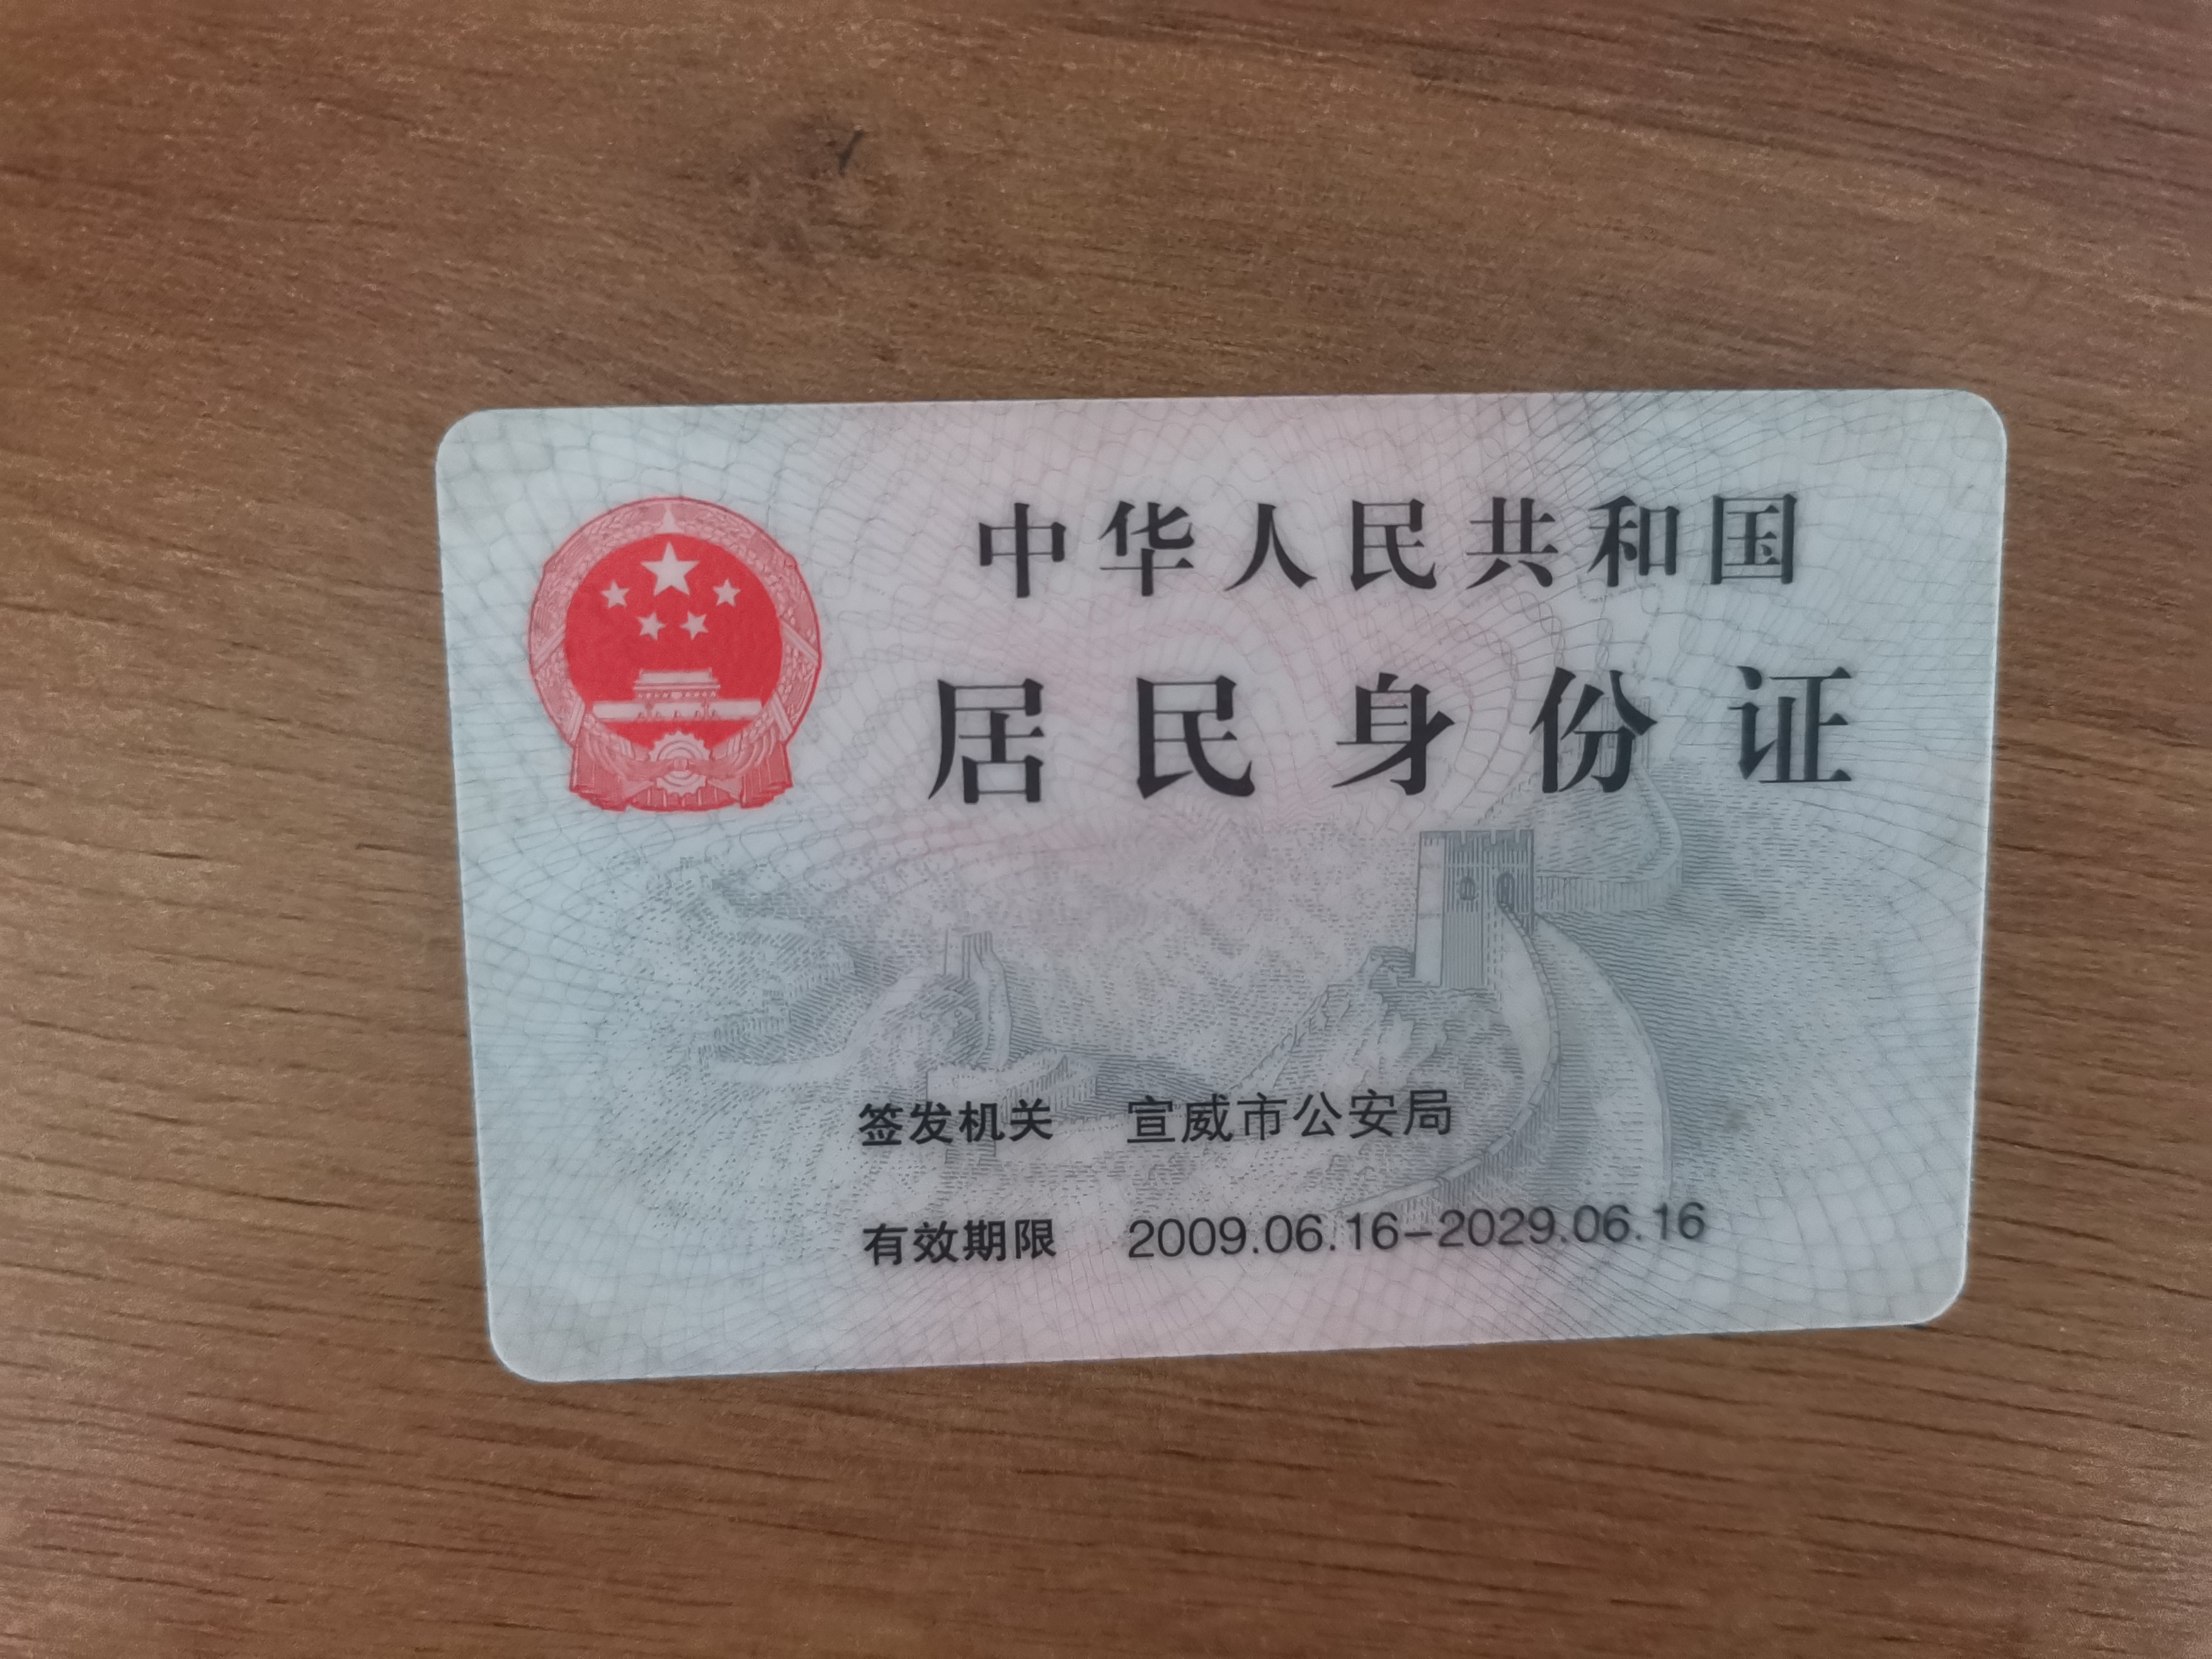 中华人民共和国
居民身份证
签发机关 宣威市公安局
有效期限 2009.06.16-2029.06.16